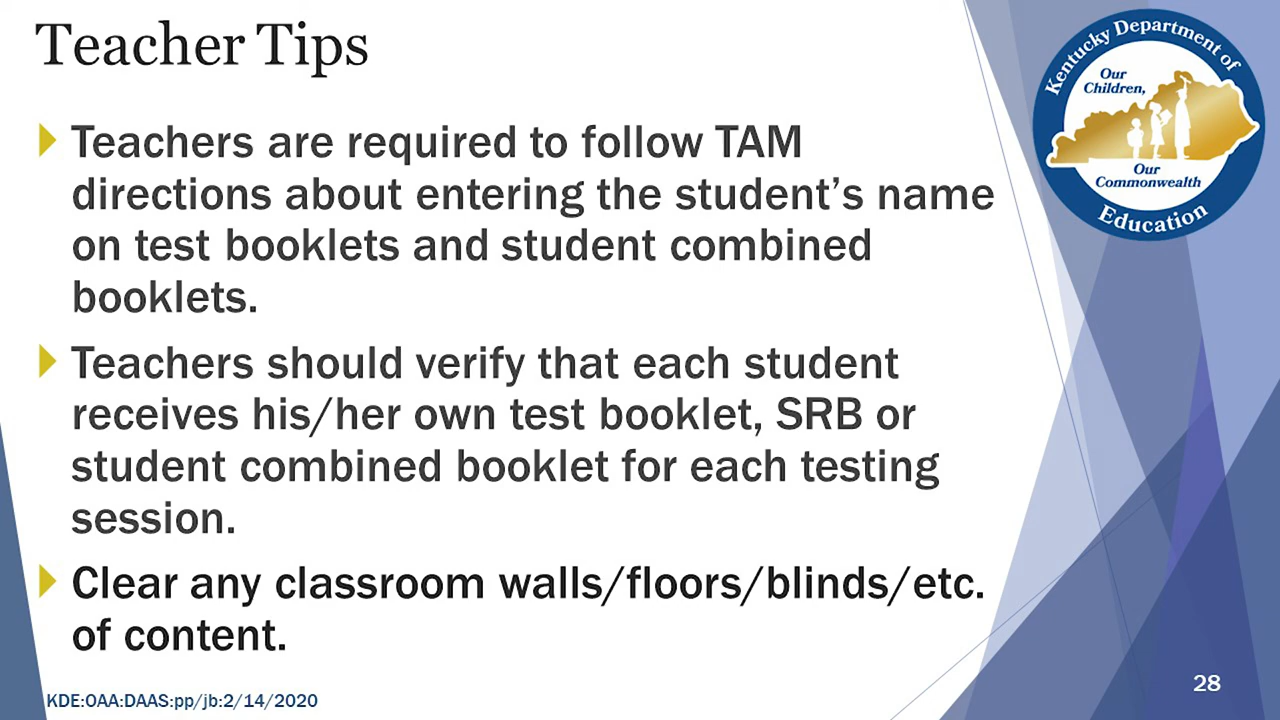 Teacher Tips
Teachers are required to follow TAM
directions about entering the student’s name
on test booklets and student combined
booklets.
Teachers should verify that each student
receives his/her own test booklet, SRB or
student combined booklet for each testing
session.
Clear any classroom walls/floors/blinds/etc.
of content.
KDE:OAA:DAAS:pp/jb:2/14/2020
28
Kentucky Department of
Our
Children,
Our
Commonwealth
Education